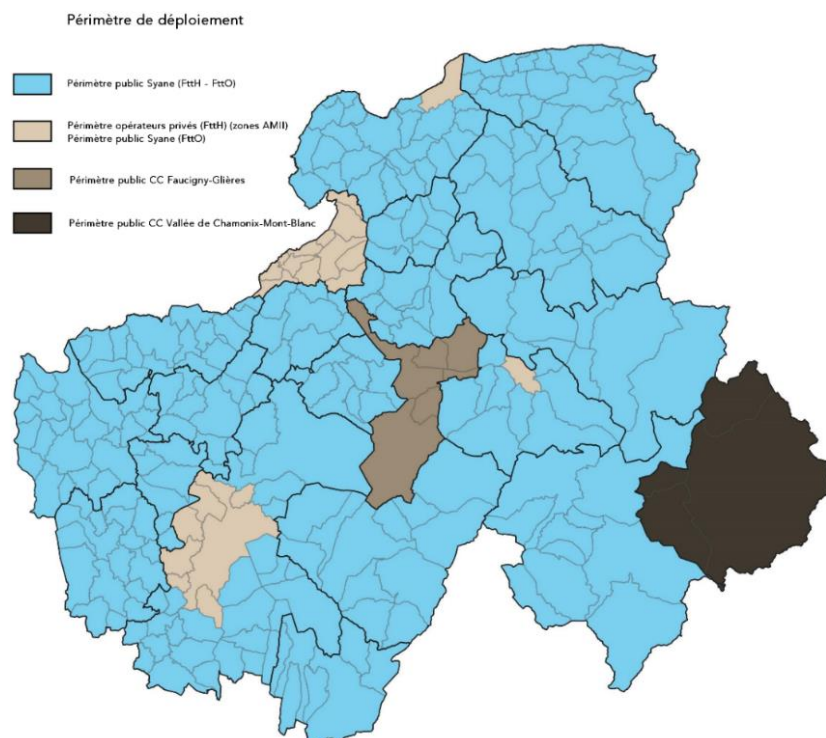 Périmètre de déploiement
Périmètre public Syane (FttH - FttO)
Périmètre opérateurs privés (FttH) (zones AMII)
Périmètre public Syane (FttO)
Périmètre public CC Faucigny-Glières
Périmètre public CC Vallée de Chamonix-Mont-Blanc